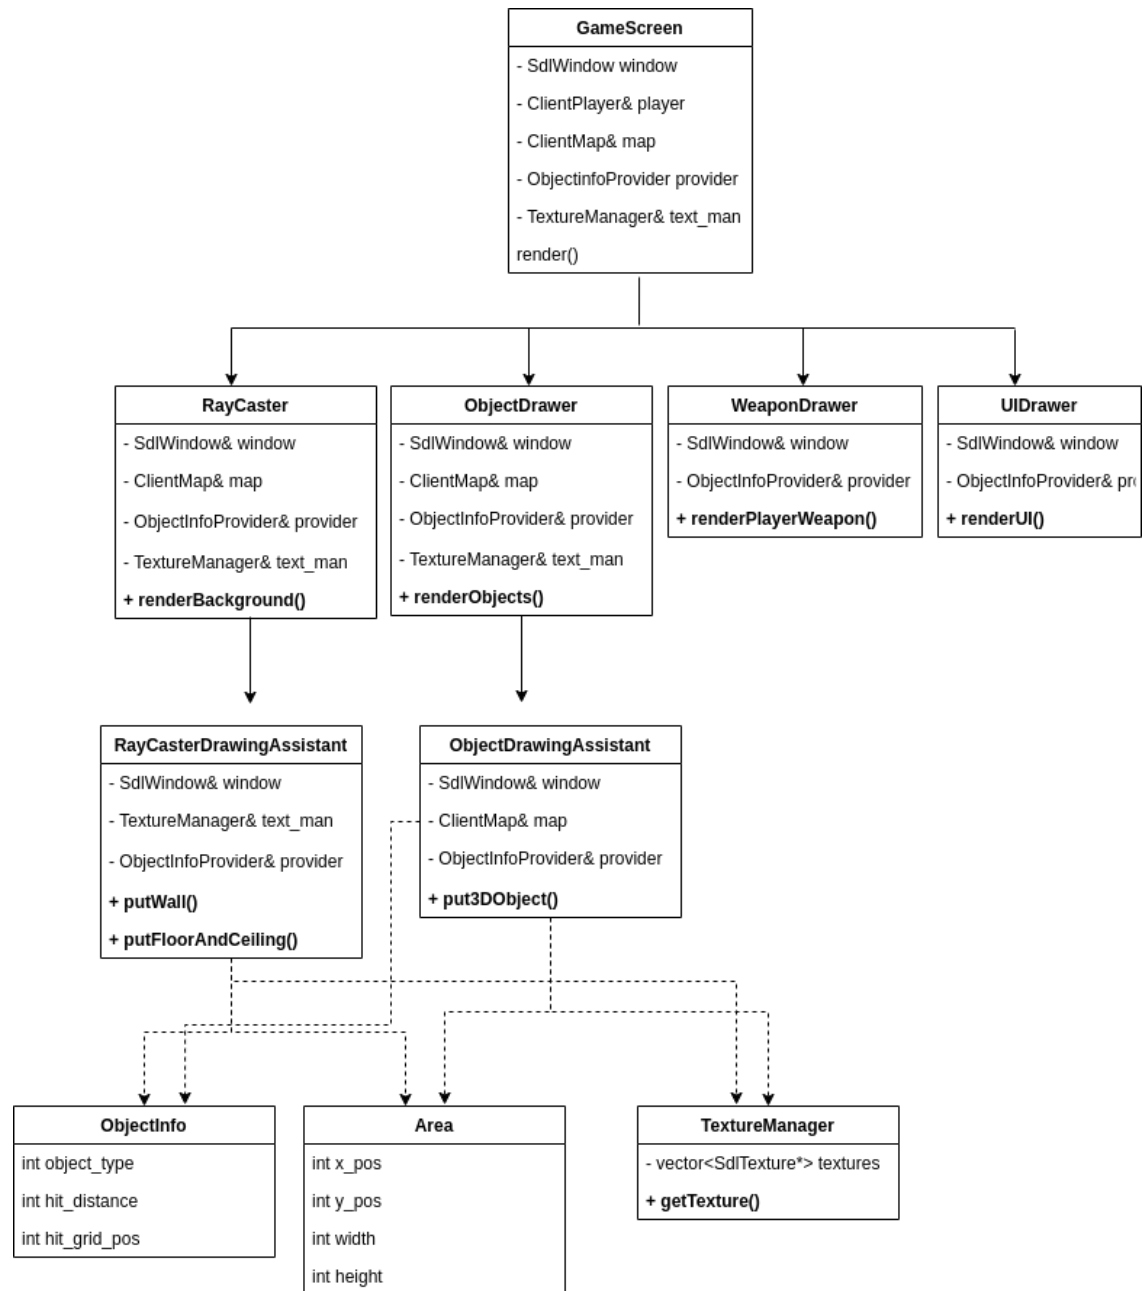 GameScreen
- SdlWindow window
- ClientPlayer& player
- ClientMap& map
- ObjectinfoProvider provider
- TextureManager& text_man
render()
RayCaster
- SdlWindow& window
- ClientMap& map
- ObjectInfoProvider& provider
- TextureManager& text_man
+ renderBackground()
ObjectDrawer
- SdlWindow& window
- ClientMap& map
- ObjectInfoProvider& provider
- TextureManager& text_man
+ renderObjects()
WeaponDrawer
- SdlWindow& window
- ObjectInfoProvider& provider
+ renderPlayerWeapon()
UIDrawer
- SdlWindow& window
- ObjectInfoProvider&
+ renderUI()
RayCasterDrawingAssistant
- SdlWindow& window
- TextureManager& text_man
- ObjectInfoProvider& provider
+ putWall()
+ putFloorAndCeiling()
ObjectDrawingAssistant
- SdlWindow& window
- ClientMap& map
- ObjectInfoProvider& provider
+ put3DObject()
ObjectInfo
int object_type
int hit_distance
int hit_grid_pos
Area
int x_pos
int y_pos
int width
int height
TextureManager
- vector<SdlTexture*> textures
+ getTexture()